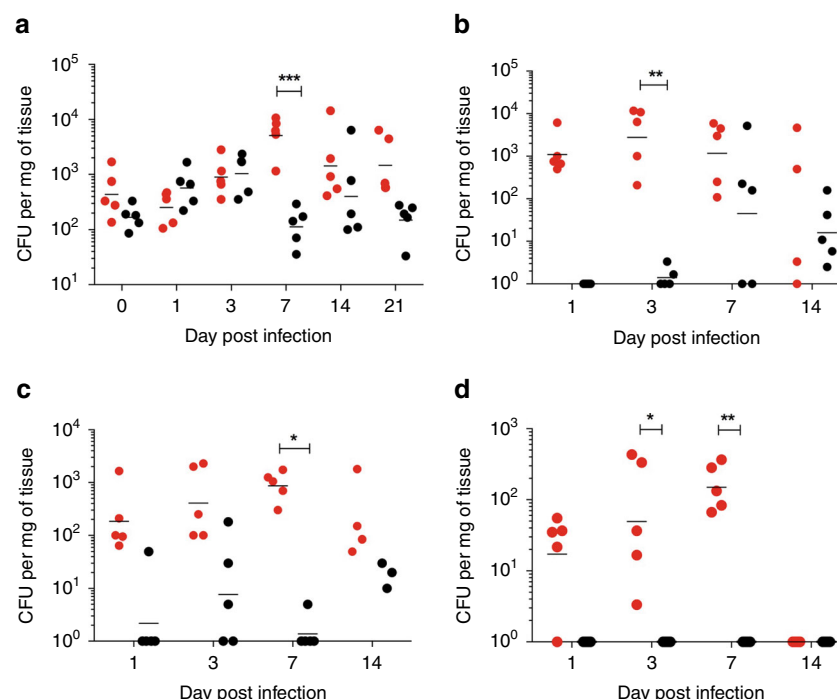 a
CFU per mg of tissue
10^5
10^4
10^3
10^2
10^1
***
0 1 3 7 14 21
Day post infection
b
CFU per mg of tissue
10^5
10^4
10^3
10^2
10^1
10^0
**
1 3 7 14
Day post infection
c
CFU per mg of tissue
10^4
10^3
10^2
10^1
10^0
*
1 3 7 14
Day post infection
d
CFU per mg of tissue
10^3
10^2
10^1
10^0
* **
1 3 7 14
Day post infection